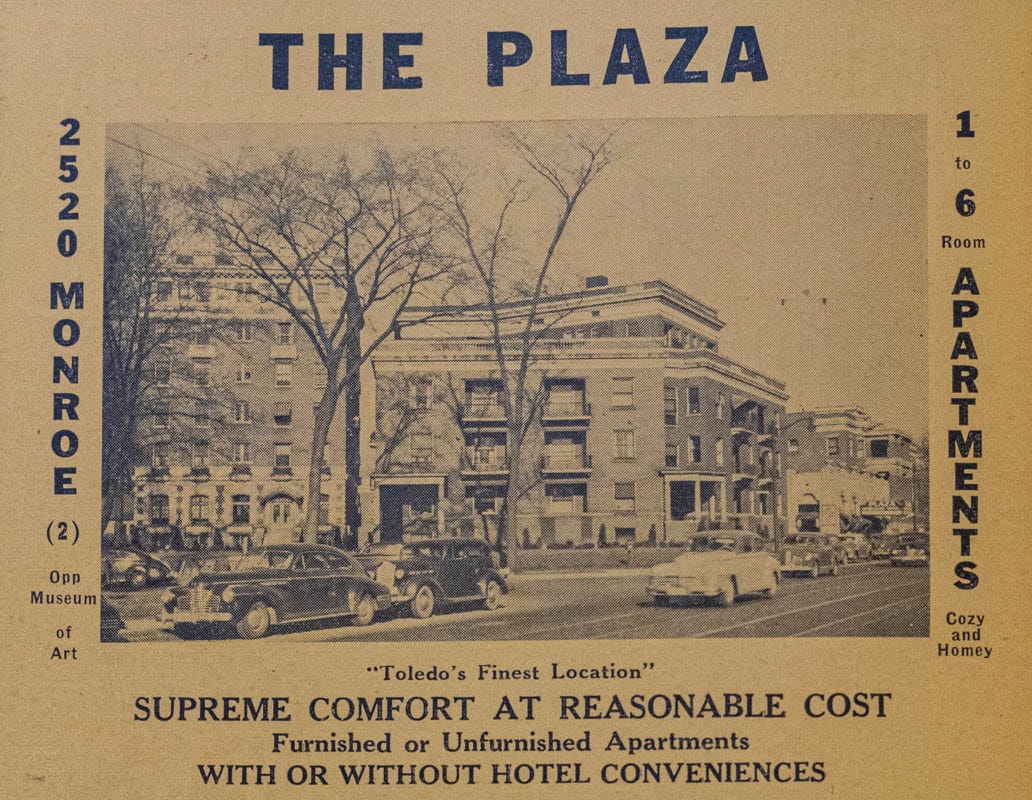 THE PLAZA
2520 MONROE
(2)
Opp
Museum
of
Art
1
to
6
Room
APARTMENTS
Cozy
and
Homey
"Toledo's Finest Location"
SUPREME COMFORT AT REASONABLE COST
Furnished or Unfurnished Apartments
WITH OR WITHOUT HOTEL CONVENIENCES